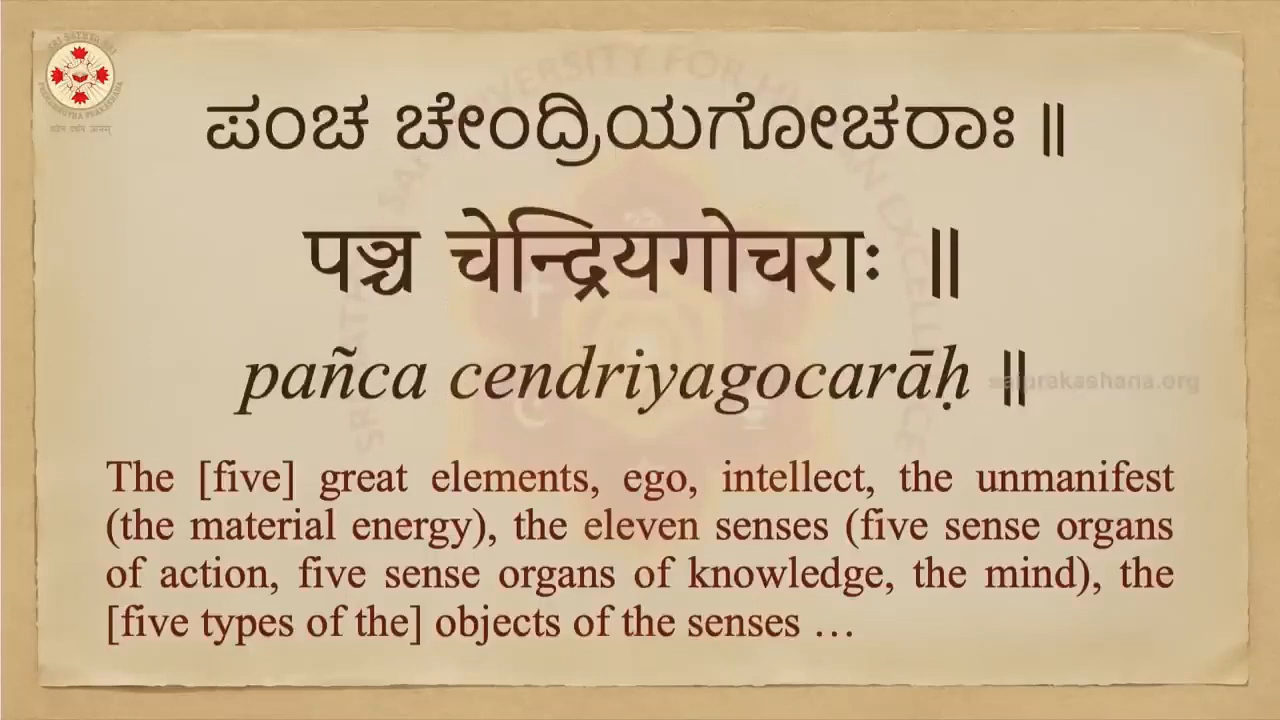 ಪಂಚ ಚೇಂದ್ರಿಯಗೋಚರಾಃ ॥
पञ्च चेन्द्रियगोचराः ॥
pañca cendriyagocarāḥ ॥
saiprakashana.org
The [five] great elements, ego, intellect, the unmanifest
(the material energy), the eleven senses (five sense organs
of action, five sense organs of knowledge, the mind), the
[five types of the] objects of the senses …